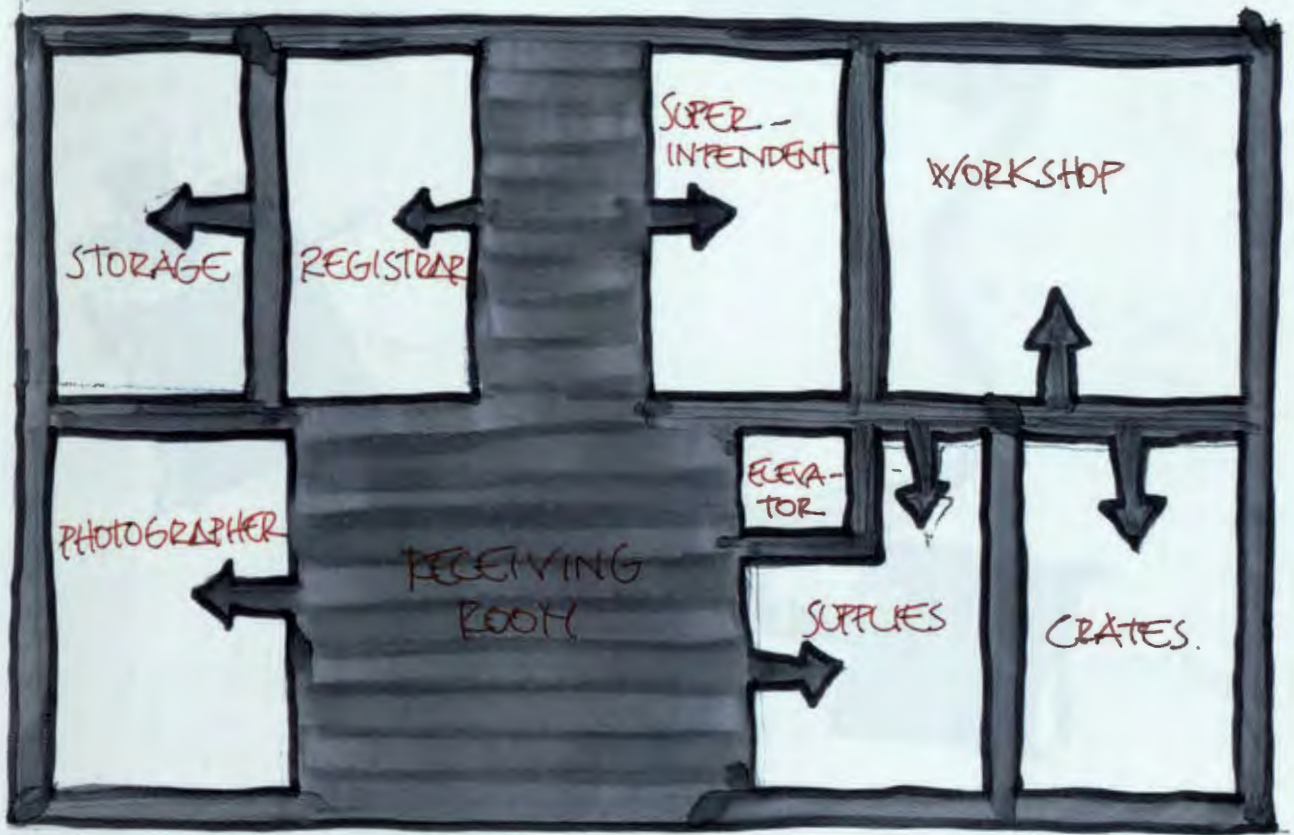 SUPER-
INTENDENT
WORKSHOP
STORAGE
REGISTRAR
ELEVA-
TOR
PHOTOGRAPHER
RECEIVING
ROOM
SUPPLIES
CRATES.